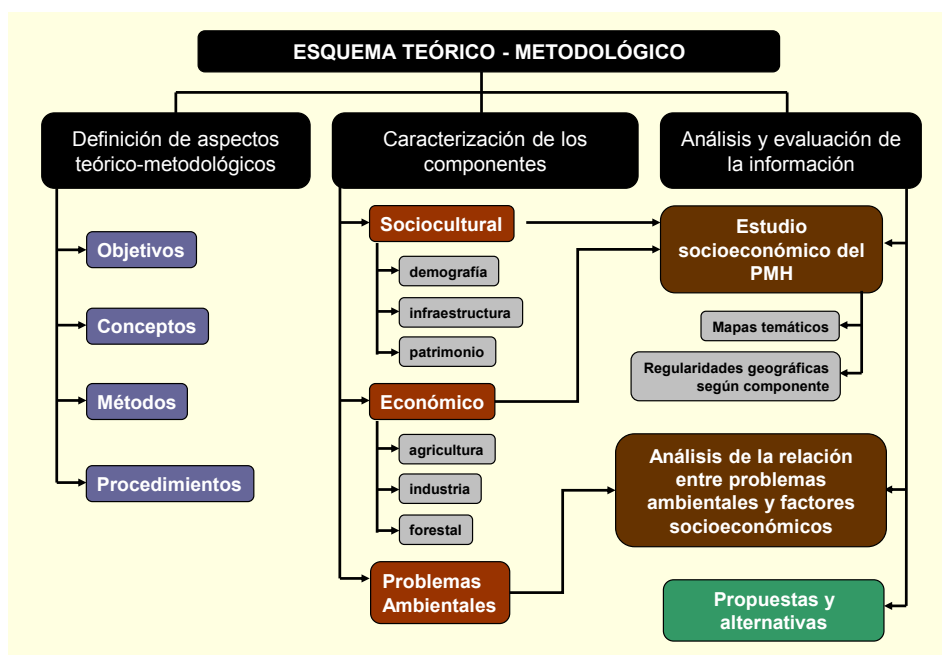 ESQUEMA TEÓRICO - METODOLÓGICO
Definición de aspectos
teórico-metodológicos
Objetivos
Conceptos
Métodos
Procedimientos
Caracterización de los
componentes
Sociocultural
demografía
infraestructura
patrimonio
Económico
agricultura
industria
forestal
Problemas
Ambientales
Análisis y evaluación de
la información
Estudio
socioeconómico del
PMH
Mapas temáticos
Regularidades geográficas
según componente
Análisis de la relación
entre problemas
ambientales y factores
socioeconómicos
Propuestas y
alternativas